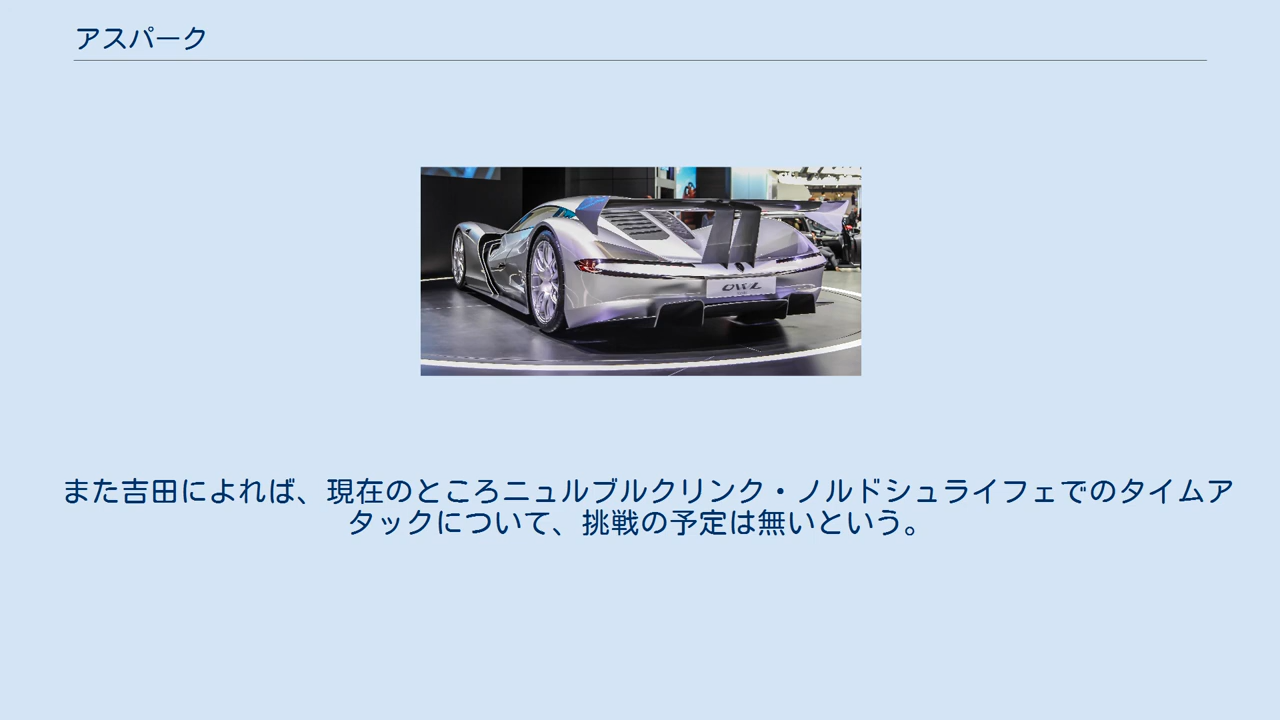 アスパーク
OWL
また吉田によれば、現在のところニュルブルクリンク・ノルドシュライフェでのタイムア
タックについて、挑戦の予定は無いという。